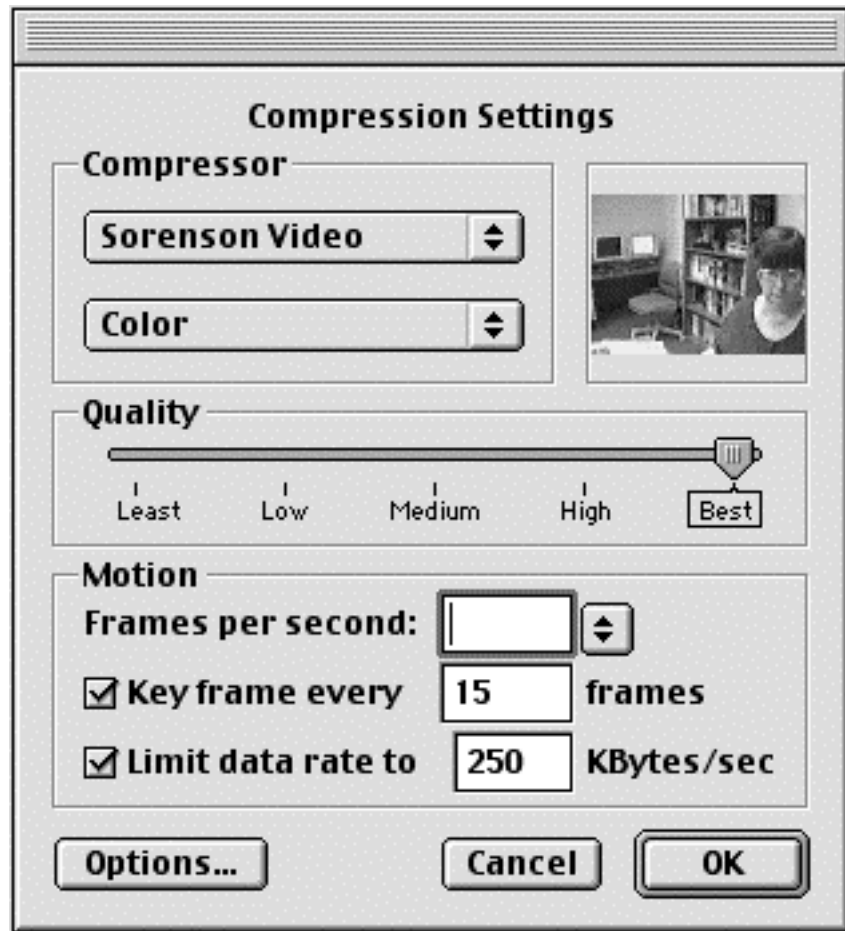 Compression Settings
Compressor
Sorenson Video
Color
Quality
Least Low Medium High Best
Motion
Frames per second:
Key frame every 15 frames
Limit data rate to 250 KBytes/sec
Options... Cancel OK